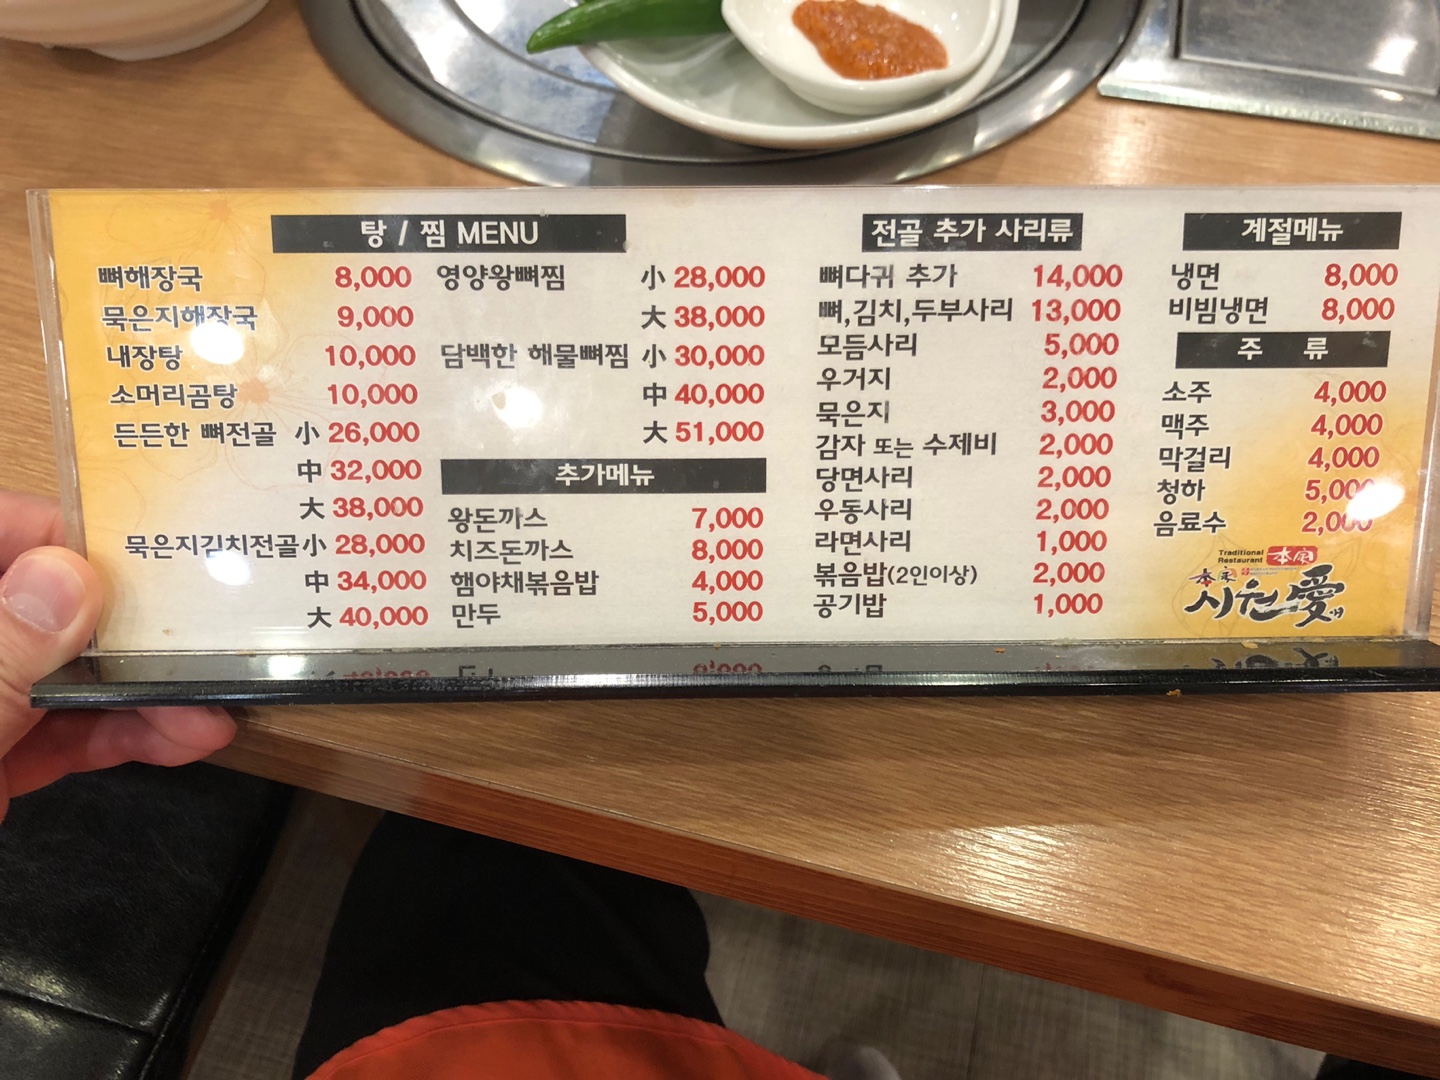 탕 / 찜 MENU
뼈해장국 8,000
묵은지해장국 9,000
내장탕 10,000
소머리곰탕 10,000
든든한 뼈전골 小 26,000
中 32,000
大 38,000
묵은지김치전골 小 28,000
中 34,000
大 40,000
영양왕뼈찜 小 28,000
大 38,000
담백한 해물뼈찜 小 30,000
中 40,000
大 51,000
추가메뉴
왕돈까스 7,000
치즈돈까스 8,000
햄야채볶음밥 4,000
만두 5,000
전골 추가 사리류
뼈다귀 추가 14,000
뼈,김치,두부사리 13,000
모듬사리 5,000
우거지 2,000
묵은지 3,000
감자 또는 수제비 2,000
당면사리 2,000
우동사리 2,000
라면사리 1,000
볶음밥(2인이상) 2,000
공기밥 1,000
계절메뉴
냉면 8,000
비빔냉면 8,000
주 류
소주 4,000
맥주 4,000
막걸리 4,000
청하 5,000
음료수 2,000
Traditional
Restaurant 本家
本家
시원愛